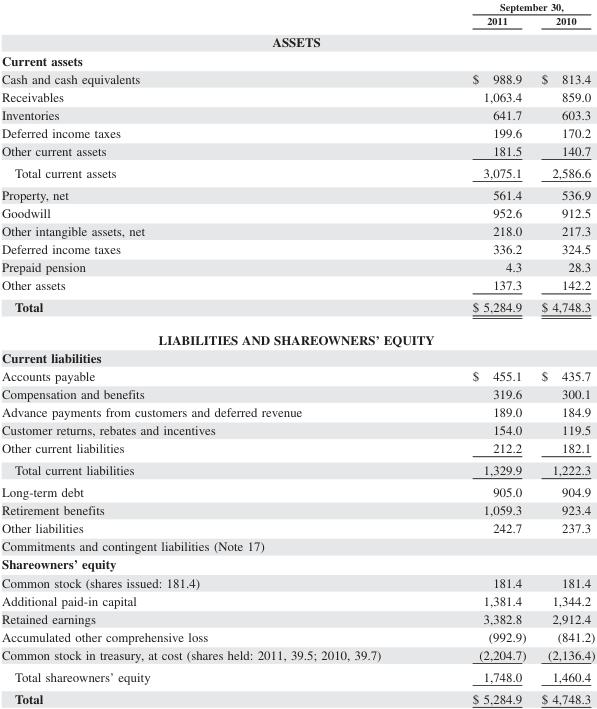 September 30,
2011 2010
ASSETS
Current assets
Cash and cash equivalents $ 988.9 $ 813.4
Receivables 1,063.4 859.0
Inventories 641.7 603.3
Deferred income taxes 199.6 170.2
Other current assets 181.5 140.7
Total current assets 3,075.1 2,586.6
Property, net 561.4 536.9
Goodwill 952.6 912.5
Other intangible assets, net 218.0 217.3
Deferred income taxes 336.2 324.5
Prepaid pension 4.3 28.3
Other assets 137.3 142.2
Total $ 5,284.9 $ 4,748.3
LIABILITIES AND SHAREOWNERS’ EQUITY
Current liabilities
Accounts payable $ 455.1 $ 435.7
Compensation and benefits 319.6 300.1
Advance payments from customers and deferred revenue 189.0 184.9
Customer returns, rebates and incentives 154.0 119.5
Other current liabilities 212.2 182.1
Total current liabilities 1,329.9 1,222.3
Long-term debt 905.0 904.9
Retirement benefits 1,059.3 923.4
Other liabilities 242.7 237.3
Commitments and contingent liabilities (Note 17)
Shareowners’ equity
Common stock (shares issued: 181.4) 181.4 181.4
Additional paid-in capital 1,381.4 1,344.2
Retained earnings 3,382.8 2,912.4
Accumulated other comprehensive loss (992.9) (841.2)
Common stock in treasury, at cost (shares held: 2011, 39.5; 2010, 39.7) (2,204.7) (2,136.4)
Total shareowners’ equity 1,748.0 1,460.4
Total $ 5,284.9 $ 4,748.3